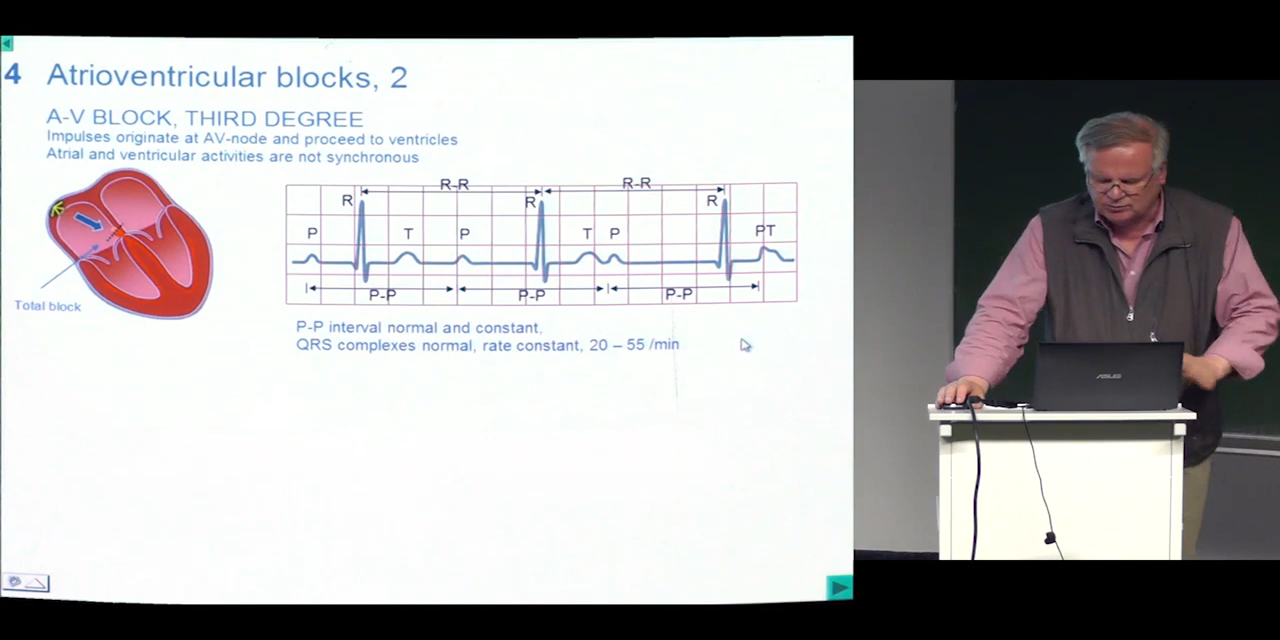 4 Atrioventricular blocks, 2
A-V BLOCK, THIRD DEGREE
Impulses originate at AV-node and proceed to ventricles
Atrial and ventricular activities are not synchronous
R-R R-R
R R R
P T P T P PT
P-P P-P P-P
Total block
P-P interval normal and constant,
QRS complexes normal, rate constant, 20 – 55 /min
ASUS